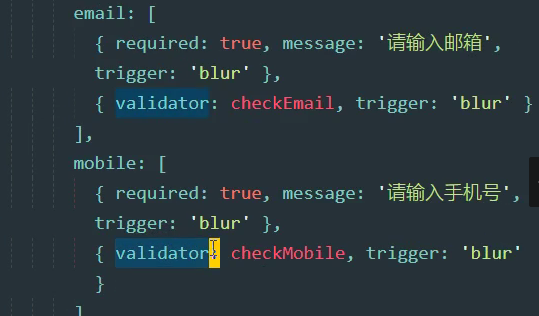 email: [
{ required: true, message: '请输入邮箱',
trigger: 'blur' },
{ validator: checkEmail, trigger: 'blur' }
],
mobile: [
{ required: true, message: '请输入手机号',
trigger: 'blur' },
{ validator: checkMobile, trigger: 'blur'
}
]